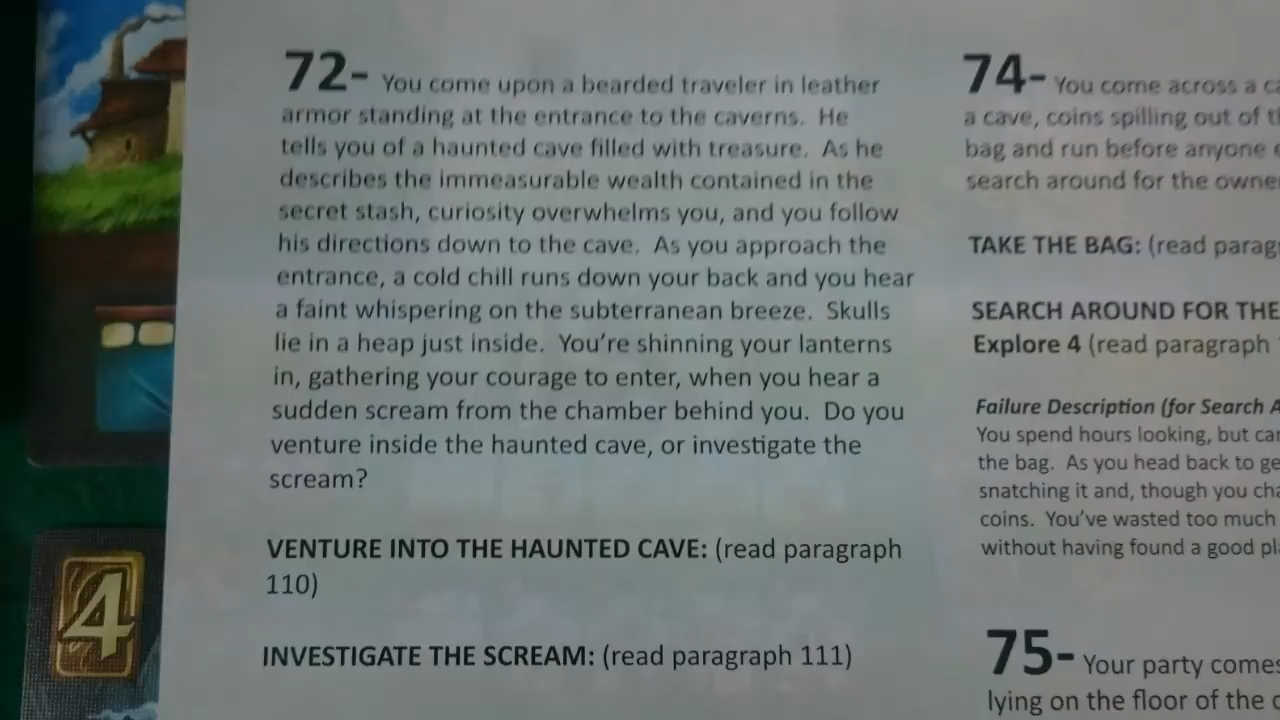 72- You come upon a bearded traveler in leather
armor standing at the entrance to the caverns. He
tells you of a haunted cave filled with treasure. As he
describes the immeasurable wealth contained in the
secret stash, curiosity overwhelms you, and you follow
his directions down to the cave. As you approach the
entrance, a cold chill runs down your back and you hear
a faint whispering on the subterranean breeze. Skulls
lie in a heap just inside. You're shinning your lanterns
in, gathering your courage to enter, when you hear a
sudden scream from the chamber behind you. Do you
venture inside the haunted cave, or investigate the
scream?
VENTURE INTO THE HAUNTED CAVE: (read paragraph
110)
INVESTIGATE THE SCREAM: (read paragraph 111)
74- You come across a
a cave, coins spilling out of
bag and run before anyone
search around for the
TAKE THE BAG: (read
SEARCH AROUND FOR THE
Explore 4 (read paragraph
Failure Description (for Search
You spend hours looking, but
the bag. As you head back to
snatching it and, though you
coins. You've wasted too much
without having found a good
75- Your party
lying on the floor of the
4